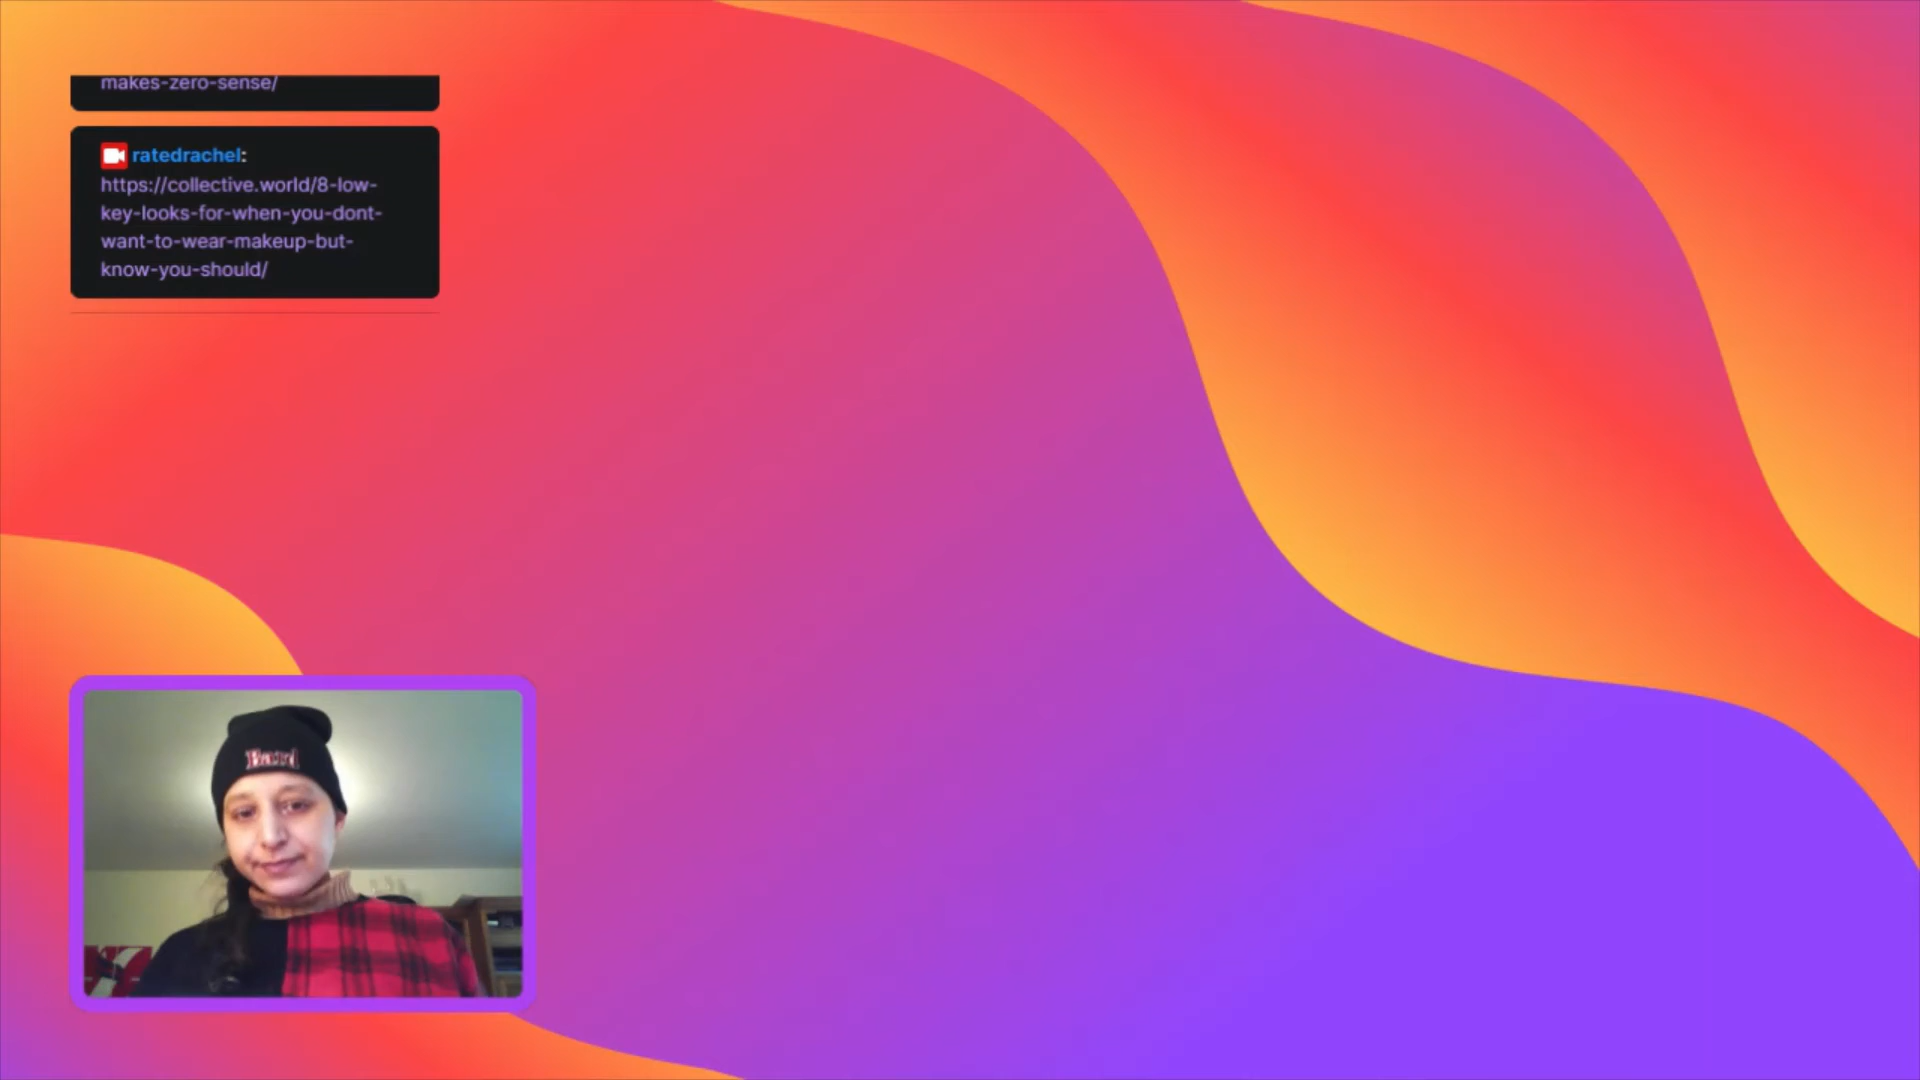 makes-zero-sense/
ratedrachel:
https://collective.world/8-low-
key-looks-for-when-you-dont-
want-to-wear-makeup-but-
know-you-should/
Bard